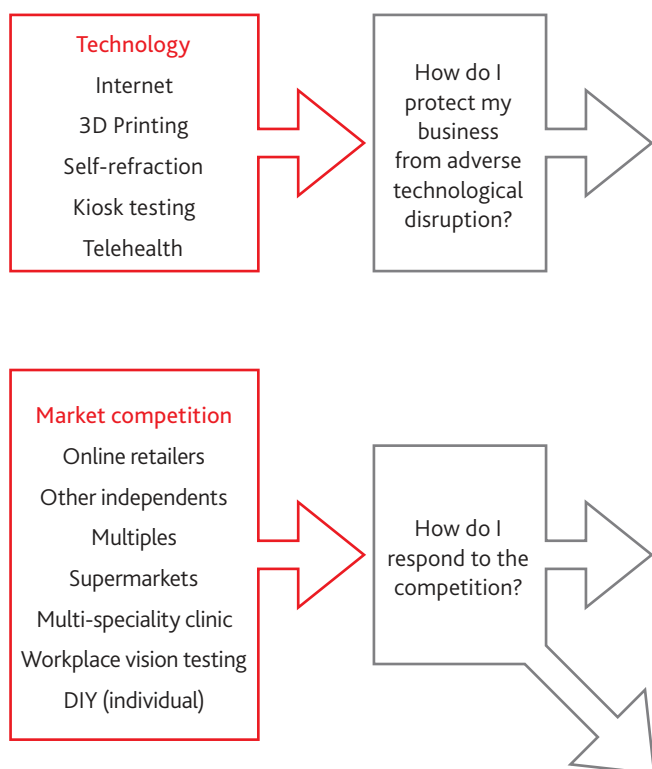 Technology
Internet
3D Printing
Self-refraction
Kiosk testing
Telehealth
How do I
protect my
business
from adverse
technological
disruption?
Market competition
Online retailers
Other independents
Multiples
Supermarkets
Multi-speciality clinic
Workplace vision testing
DIY (individual)
How do I
respond to the
competition?